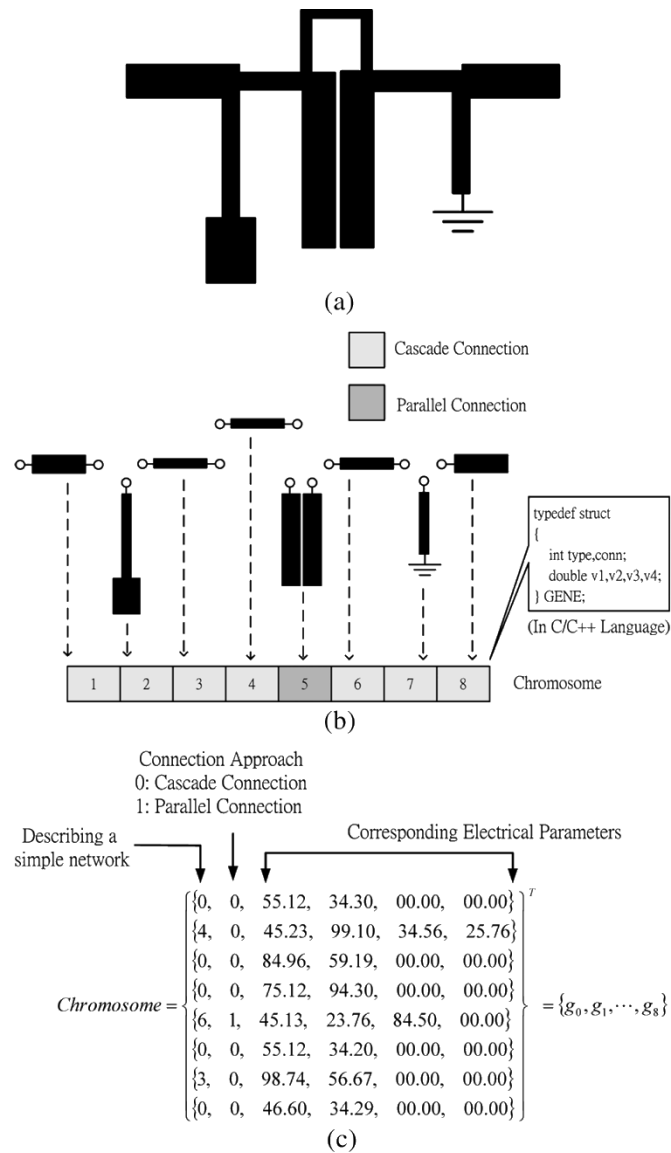 (a)
Cascade Connection
Parallel Connection
typedef struct
{
int type,conn;
double v1,v2,v3,v4;
} GENE;
(In C/C++ Language)
1 2 3 4 5 6 7 8 Chromosome
(b)
Connection Approach
0: Cascade Connection
1: Parallel Connection
Describing a
simple network
Corresponding Electrical Parameters
{0, 0, 55.12, 34.30, 00.00, 00.00} T
{4, 0, 45.23, 99.10, 34.56, 25.76}
{0, 0, 84.96, 59.19, 00.00, 00.00}
{0, 0, 75.12, 94.30, 00.00, 00.00}
Chromosome = {6, 1, 45.13, 23.76, 84.50, 00.00} = {g₀, g₁, ⋯, g₈}
{0, 0, 55.12, 34.20, 00.00, 00.00}
{3, 0, 98.74, 56.67, 00.00, 00.00}
{0, 0, 46.60, 34.29, 00.00, 00.00}
(c)